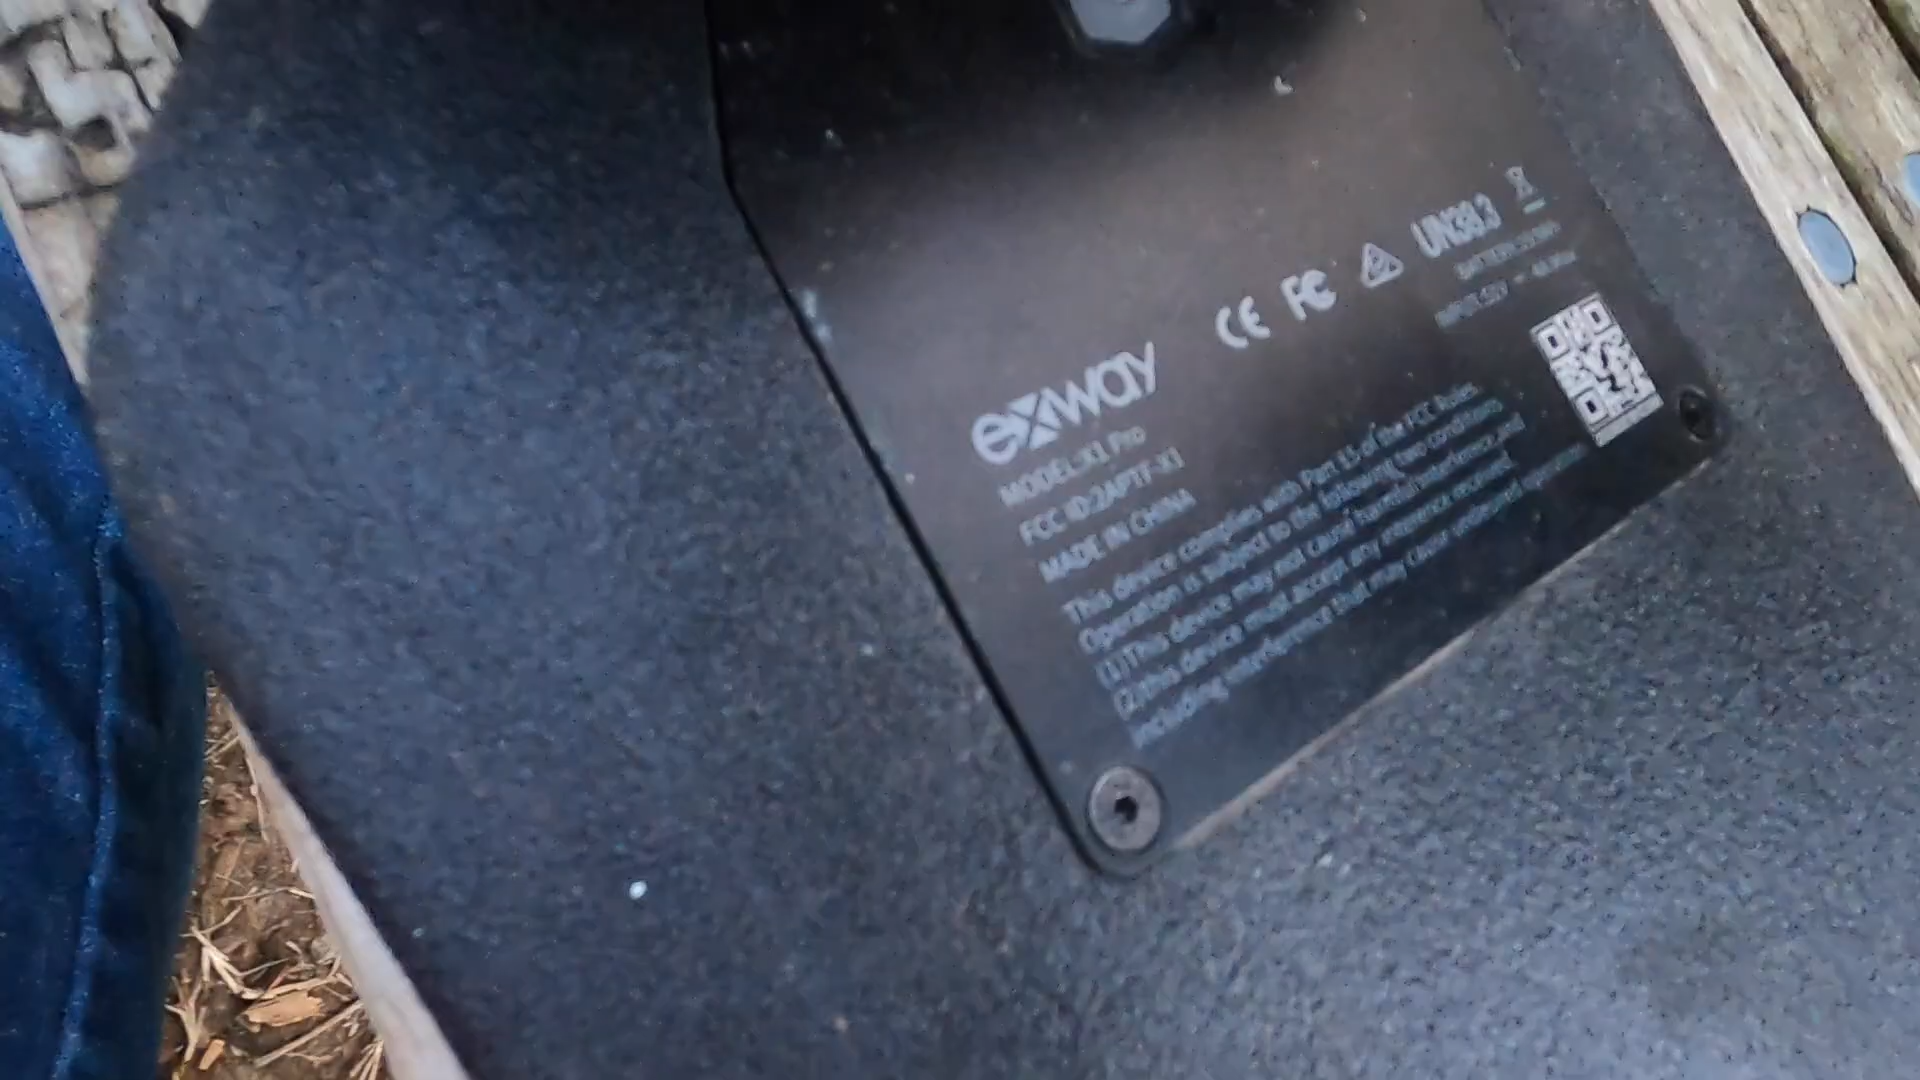 exway
MODEL:X1 Pro
FCC ID:2APTF-X1
MADE IN CHINA
CE FC UN38.3
This device complies with Part 15 of the FCC Rules.
Operation is subject to the following two conditions
(1)This device may not cause harmful interference,and
(2)this device must accept any interference received,
including interference that may cause undesired operation